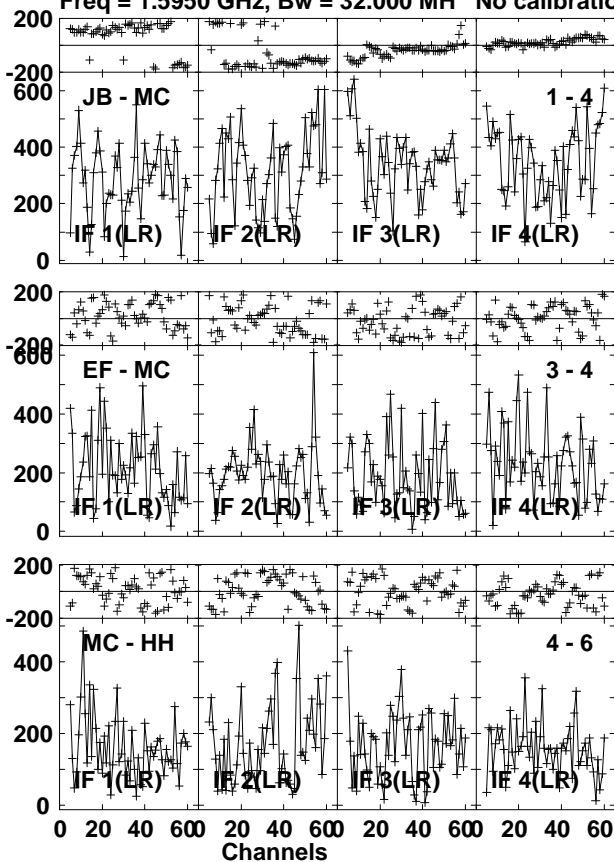 Freq = 1.5950 GHz, Bw = 32.000 MH No calibratio
200
-200
600
400
200
0
JB - MC
1 - 4
IF 1(LR)
IF 2(LR)
IF 3(LR)
IF 4(LR)
200
-200
600
400
200
0
EF - MC
3 - 4
IF 1(LR)
IF 2(LR)
IF 3(LR)
IF 4(LR)
200
-200
400
200
0
MC - HH
4 - 6
IF 1(LR)
IF 2(LR)
IF 3(LR)
IF 4(LR)
0 20 40 60 0 20 40 60 0 20 40 60 0 20 40 60
Channels